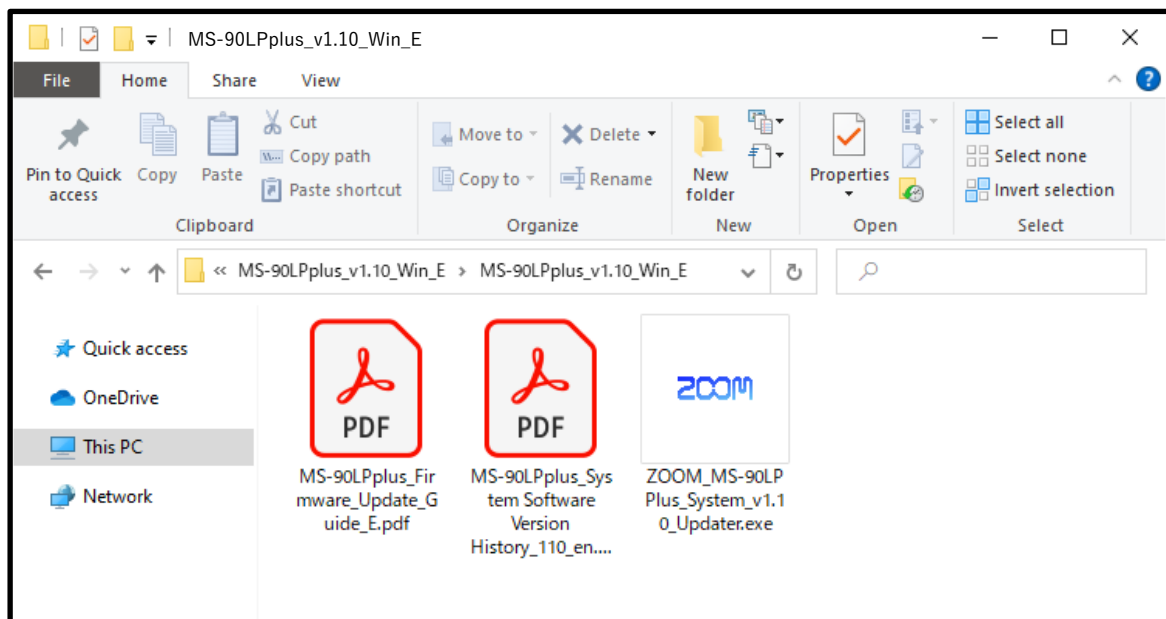 MS-90LPplus_v1.10_Win_E
File Home Share View
Pin to Quick access
Copy
Paste
Cut
Copy path
Paste shortcut
Clipboard
Move to
Copy to
Delete
Rename
Organize
New folder
New
Properties
Open
Select all
Select none
Invert selection
Select
« MS-90LPplus_v1.10_Win_E › MS-90LPplus_v1.10_Win_E
Quick access
OneDrive
This PC
Network
PDF
MS-90LPplus_Fir
mware_Update_G
uide_E.pdf
PDF
MS-90LPplus_Sys
tem Software
Version
History_110_en....
ZOOM
ZOOM_MS-90LP
Plus_System_v1.1
0_Updater.exe